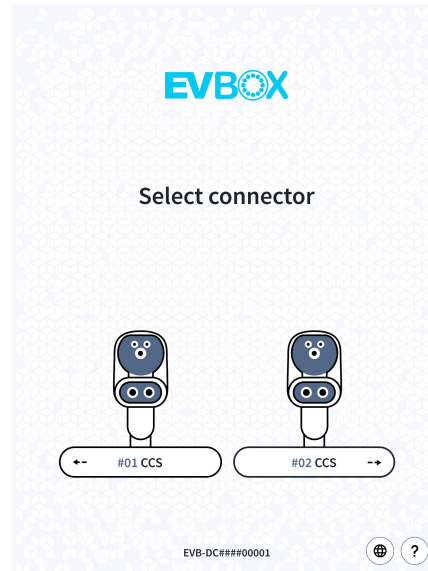 EVBOX
Select connector
#01 CCS
#02 CCS
EVB-DC####00001
?